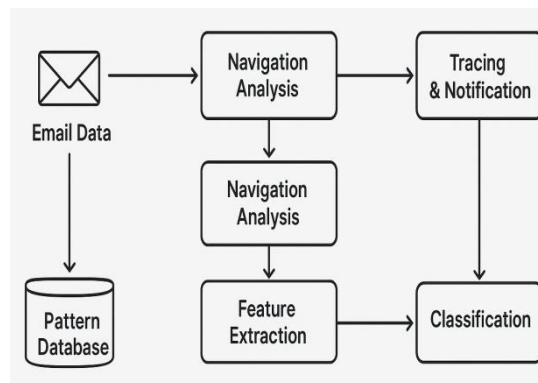 Email Data
Navigation
Analysis
Tracing
& Notification
Navigation
Analysis
Pattern
Database
Feature
Extraction
Classification